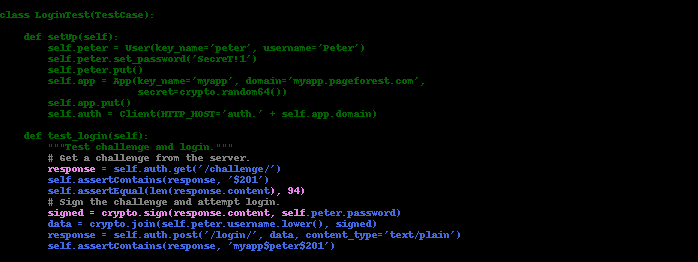 class LoginTest(TestCase):
def setUp(self):
self.peter = User(key_name='peter', username='Peter')
self.peter.set_password('SecreT!1')
self.peter.put()
self.app = App(key_name='myapp', domain='myapp.pageforest.com',
secret=crypto.random64())
self.app.put()
self.auth = Client(HTTP_HOST='auth.' + self.app.domain)
def test_login(self):
"""Test challenge and login."""
# Get a challenge from the server.
response = self.auth.get('/challenge/')
self.assertContains(response, '$201')
self.assertEqual(len(response.content), 94)
# Sign the challenge and attempt login.
signed = crypto.sign(response.content, self.peter.password)
data = crypto.join(self.peter.username.lower(), signed)
response = self.auth.post('/login/', data, content_type='text/plain')
self.assertContains(response, 'myapp$peter$201')